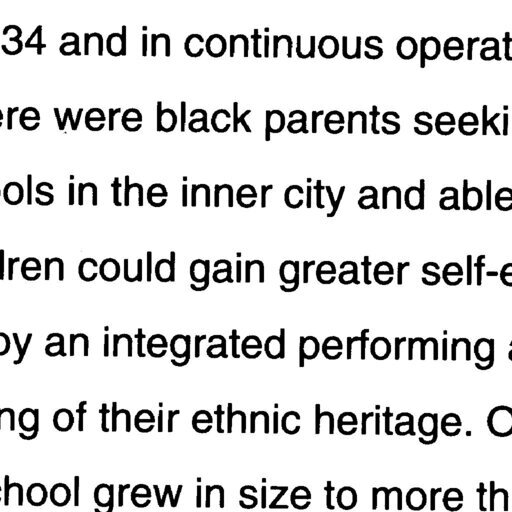 34 and in continuous operat
ere were black parents seeki
ols in the inner city and able
dren could gain greater self-e
by an integrated performing a
ng of their ethnic heritage. O
chool grew in size to more th